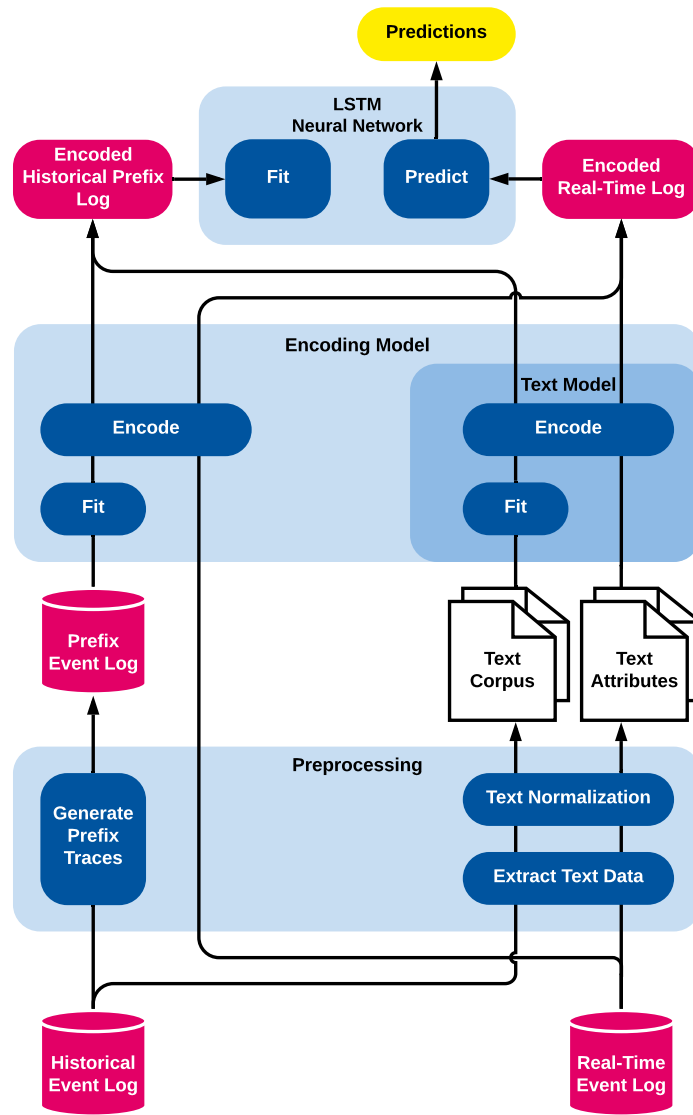 Predictions
LSTM
Neural Network
Encoded
Historical Prefix
Log
Fit
Predict
Encoded
Real-Time Log
Encoding Model
Text Model
Encode
Encode
Fit
Fit
Prefix
Event Log
Text
Corpus
Text
Attributes
Preprocessing
Generate
Prefix
Traces
Text Normalization
Extract Text Data
Historical
Event Log
Real-Time
Event Log